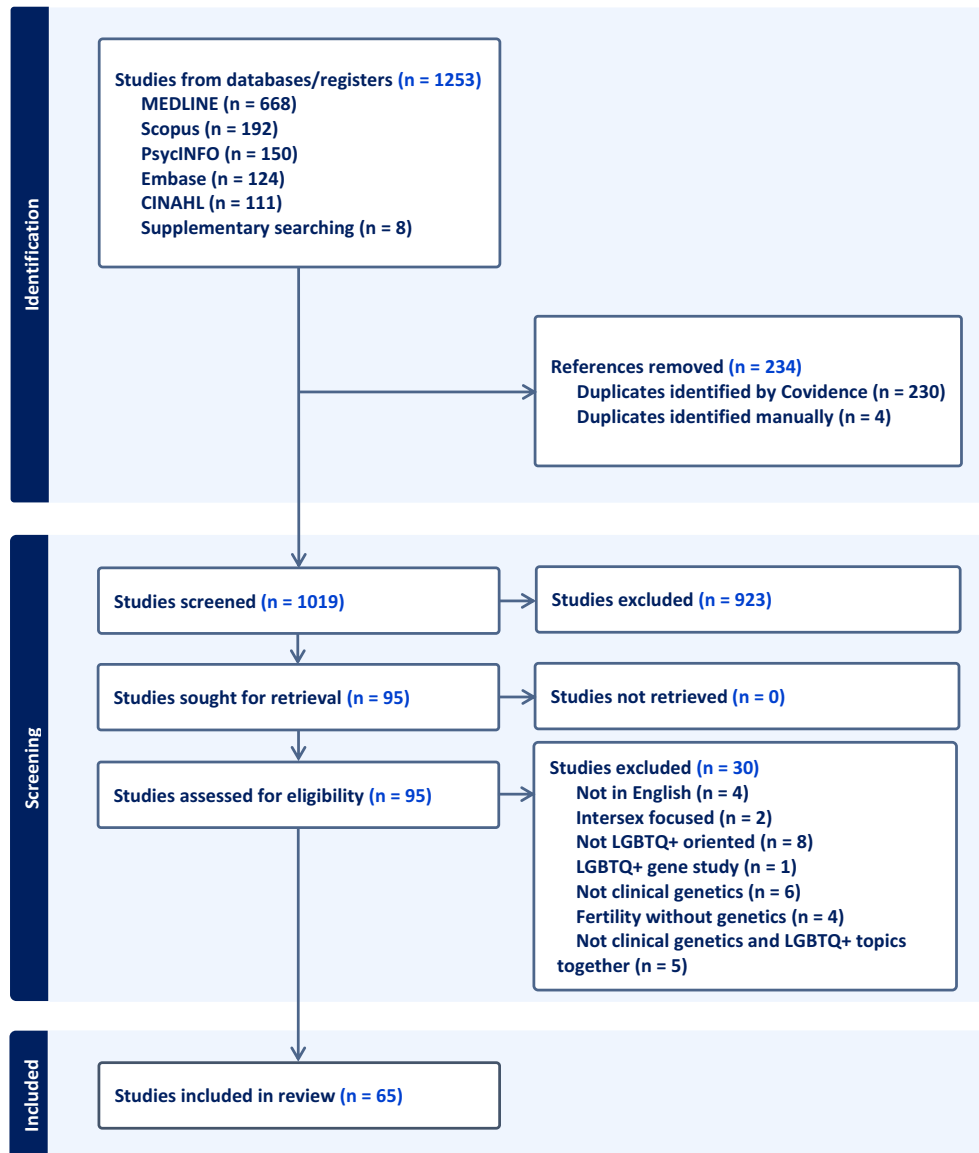 Identification
Studies from databases/registers (n = 1253)
MEDLINE (n = 668)
Scopus (n = 192)
PsycINFO (n = 150)
Embase (n = 124)
CINAHL (n = 111)
Supplementary searching (n = 8)
References removed (n = 234)
Duplicates identified by Covidence (n = 230)
Duplicates identified manually (n = 4)
Screening
Studies screened (n = 1019)
Studies excluded (n = 923)
Studies sought for retrieval (n = 95)
Studies not retrieved (n = 0)
Studies assessed for eligibility (n = 95)
Studies excluded (n = 30)
Not in English (n = 4)
Intersex focused (n = 2)
Not LGBTQ+ oriented (n = 8)
LGBTQ+ gene study (n = 1)
Not clinical genetics (n = 6)
Fertility without genetics (n = 4)
Not clinical genetics and LGBTQ+ topics
together (n = 5)
Included
Studies included in review (n = 65)